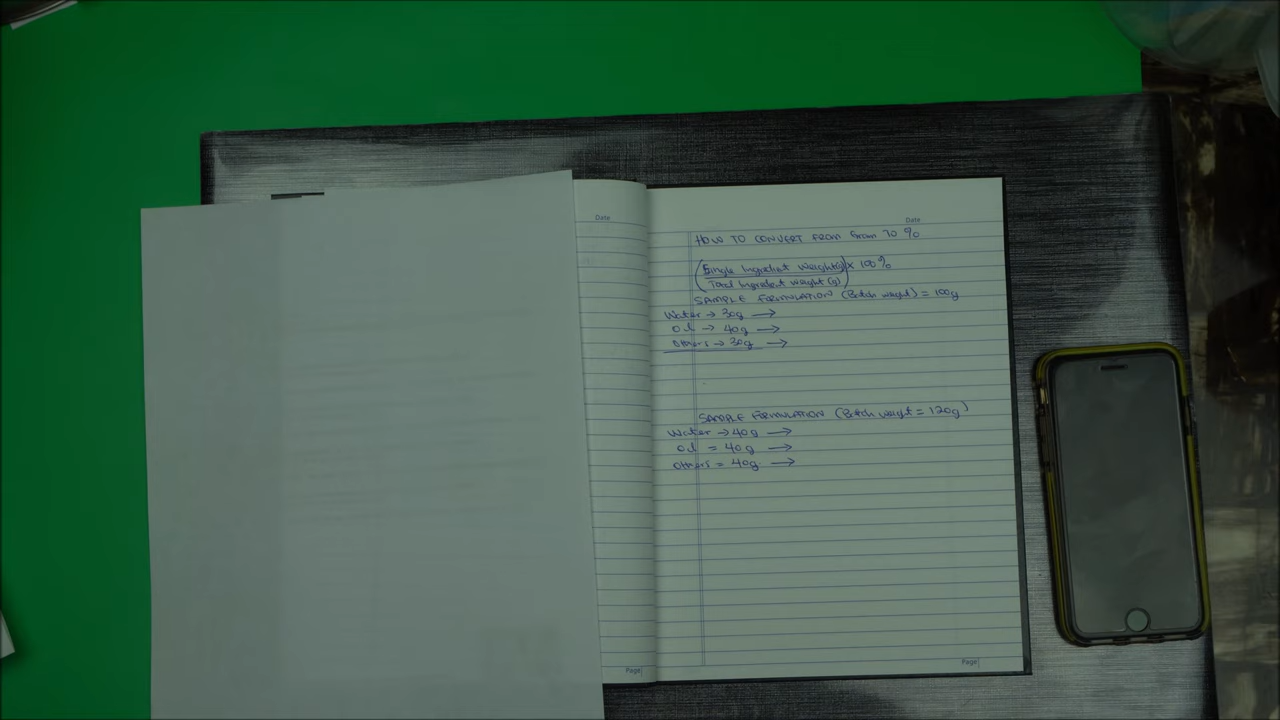 Date
Date
HOW TO CONVERT FROM from TO %
(Single Ingredient Weight(g) / Total Ingredient weight (g)) x 100%
SAMPLE FORMULATION (Batch weight) = 100g
Water → 30g →
Oil → 40g →
Others → 30g →
SAMPLE FORMULATION (Batch weight = 120g)
Water → 40g →
Oil = 40g →
Others = 40g →
Page
Page